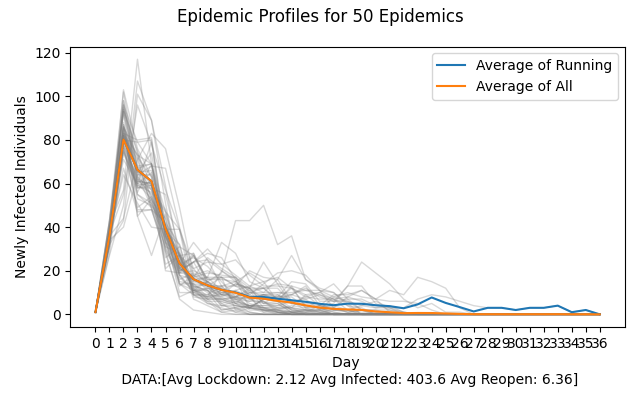 Epidemic Profiles for 50 Epidemics
120
100
80
60
40
20
0
Newly Infected Individuals
Average of Running
Average of All
0 1 2 3 4 5 6 7 8 9 10 11 12 13 14 15 16 17 18 19 20 21 22 23 24 25 26 27 28 29 30 31 32 33 34 35 36
Day
DATA:[Avg Lockdown: 2.12 Avg Infected: 403.6 Avg Reopen: 6.36]